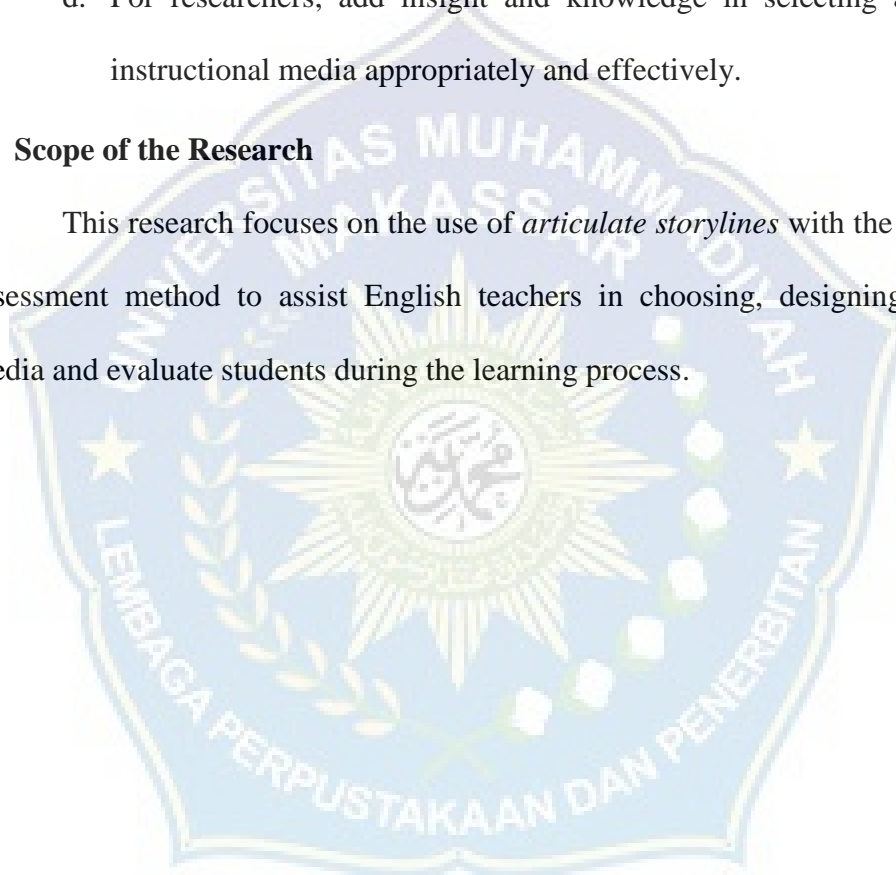 d. For researchers, add insight and knowledge in selecting
instructional media appropriately and effectively.
Scope of the Research
This research focuses on the use of articulate storylines with the
sessment method to assist English teachers in choosing, designing
edia and evaluate students during the learning process.
UNIVERSITAS MUHAMMADIYAH
MAKASSAR
LEMBAGA PERPUSTAKAAN DAN PENERBITAN